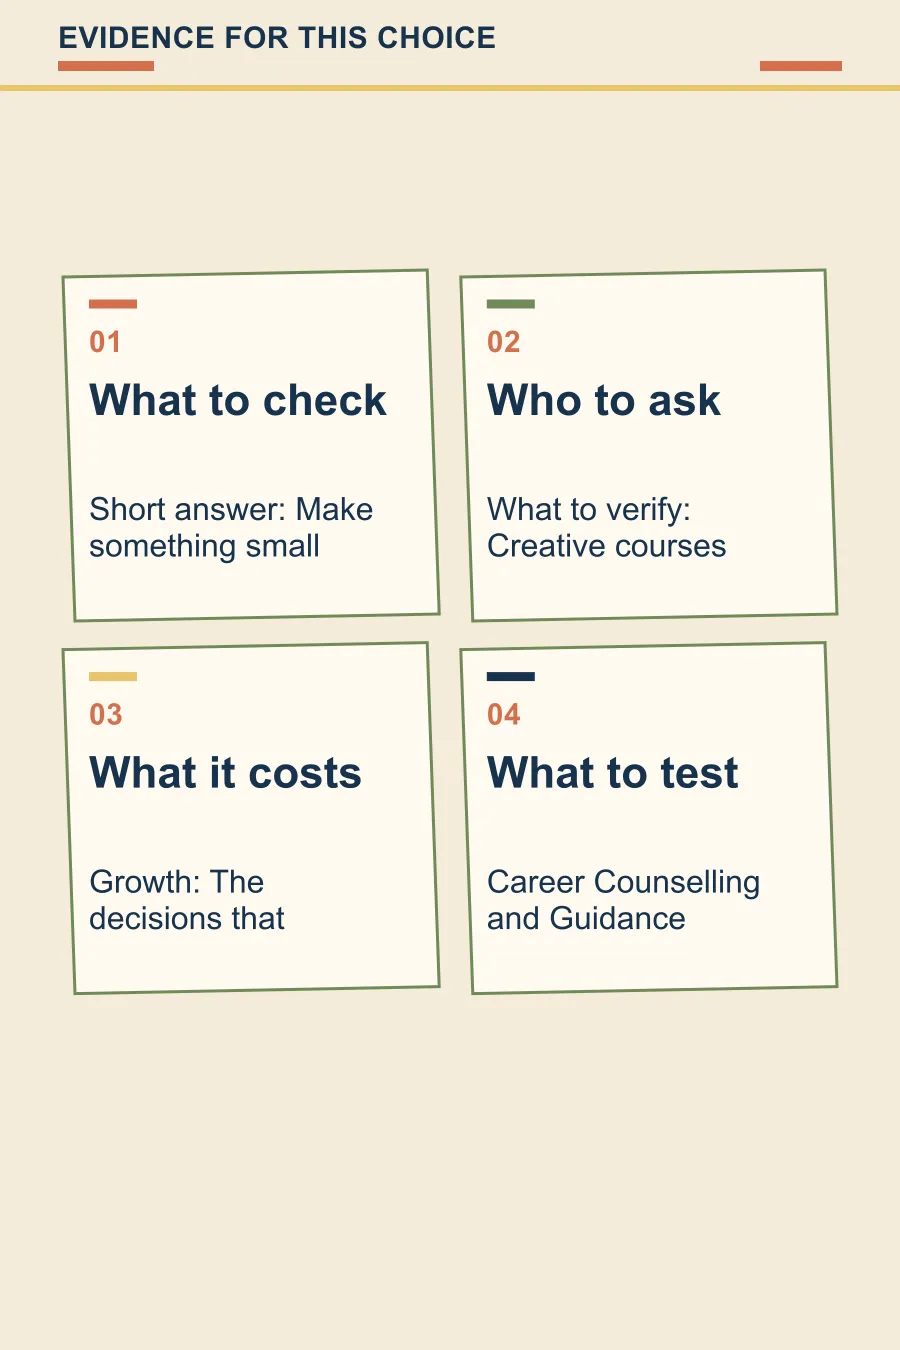 EVIDENCE FOR THIS CHOICE
01
What to check
Short answer: Make
something small
02
Who to ask
What to verify:
Creative courses
03
What it costs
Growth: The
decisions that
04
What to test
Career Counselling
and Guidance